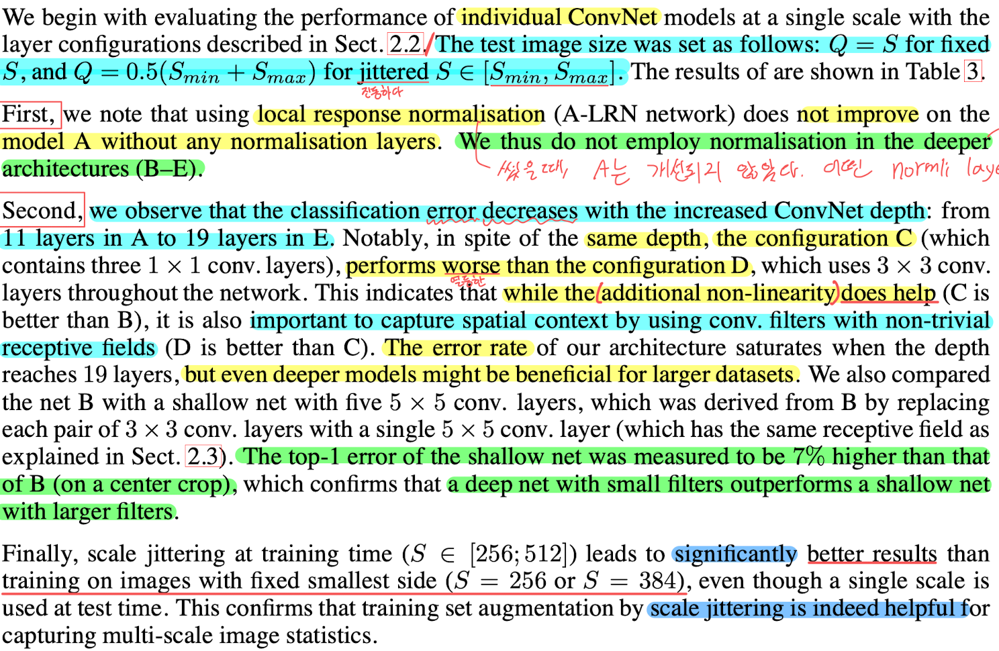 We begin with evaluating the performance of individual ConvNet models at a single scale with the
layer configurations described in Sect. 2.2. The test image size was set as follows: Q = S for fixed
S, and Q = 0.5(S_min + S_max) for jittered S ∈ [S_min, S_max]. The results of are shown in Table 3.
진동하다
First, we note that using local response normalisation (A-LRN network) does not improve on the
model A without any normalisation layers. We thus do not employ normalisation in the deeper
architectures (B–E).
썼을 때, A는 개선되지 않았다. 어떤 normli laye
Second, we observe that the classification error decreases with the increased ConvNet depth: from
11 layers in A to 19 layers in E. Notably, in spite of the same depth, the configuration C (which
contains three 1 × 1 conv. layers), performs worse than the configuration D, which uses 3 × 3 conv.
열등한
layers throughout the network. This indicates that while the (additional non-linearity) does help (C is
better than B), it is also important to capture spatial context by using conv. filters with non-trivial
receptive fields (D is better than C). The error rate of our architecture saturates when the depth
reaches 19 layers, but even deeper models might be beneficial for larger datasets. We also compared
the net B with a shallow net with five 5 × 5 conv. layers, which was derived from B by replacing
each pair of 3 × 3 conv. layers with a single 5 × 5 conv. layer (which has the same receptive field as
explained in Sect. 2.3). The top-1 error of the shallow net was measured to be 7% higher than that
of B (on a center crop), which confirms that a deep net with small filters outperforms a shallow net
with larger filters.
Finally, scale jittering at training time (S ∈ [256; 512]) leads to significantly better results than
training on images with fixed smallest side (S = 256 or S = 384), even though a single scale is
used at test time. This confirms that training set augmentation by scale jittering is indeed helpful for
capturing multi-scale image statistics.